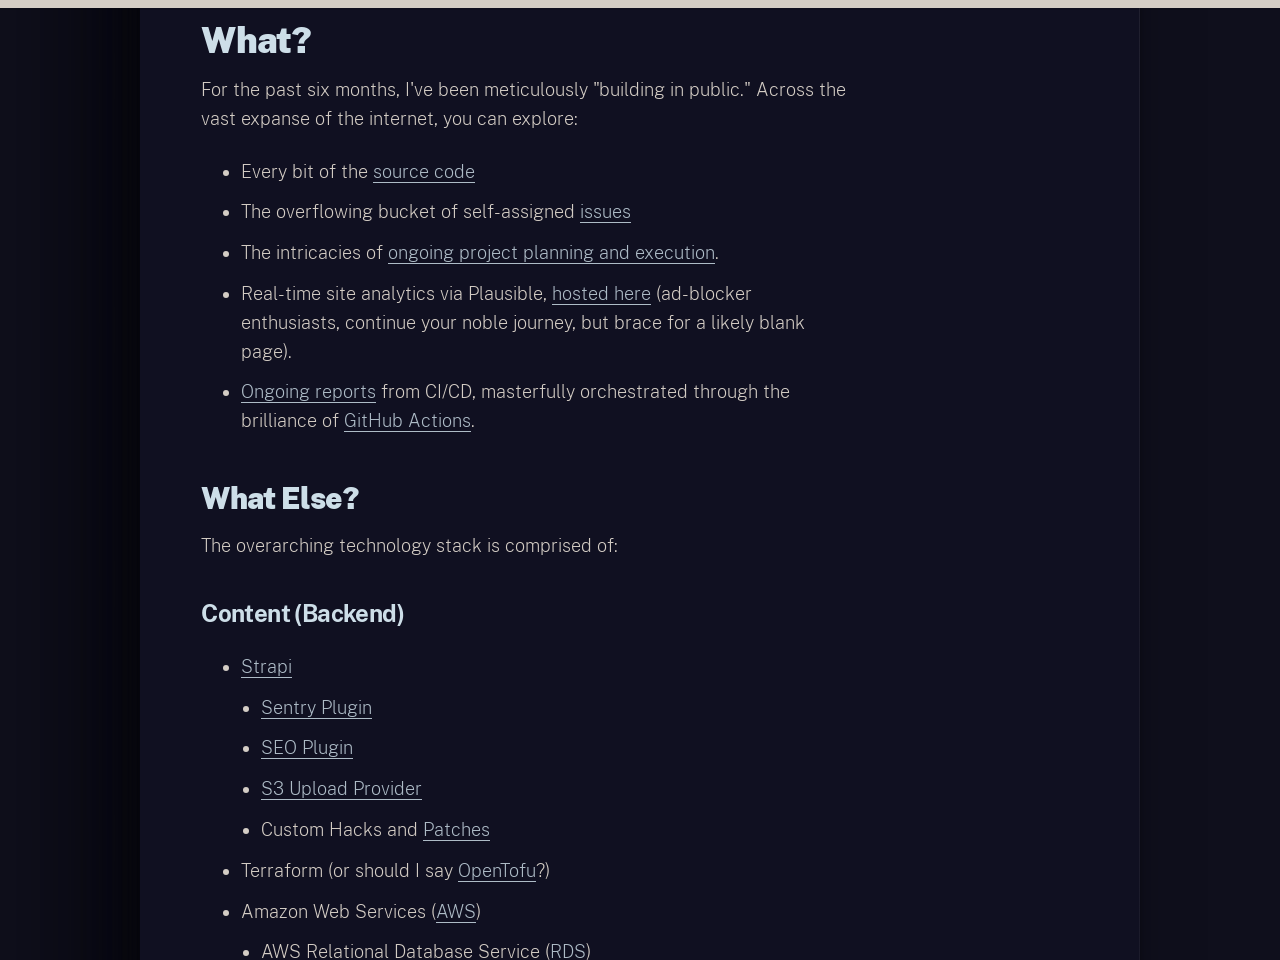 What?
For the past six months, I've been meticulously "building in public." Across the
vast expanse of the internet, you can explore:
Every bit of the source code
The overflowing bucket of self-assigned issues
The intricacies of ongoing project planning and execution.
Real-time site analytics via Plausible, hosted here (ad-blocker
enthusiasts, continue your noble journey, but brace for a likely blank
page).
Ongoing reports from CI/CD, masterfully orchestrated through the
brilliance of GitHub Actions.
What Else?
The overarching technology stack is comprised of:
Content (Backend)
Strapi
Sentry Plugin
SEO Plugin
S3 Upload Provider
Custom Hacks and Patches
Terraform (or should I say OpenTofu?)
Amazon Web Services (AWS)
AWS Relational Database Service (RDS)